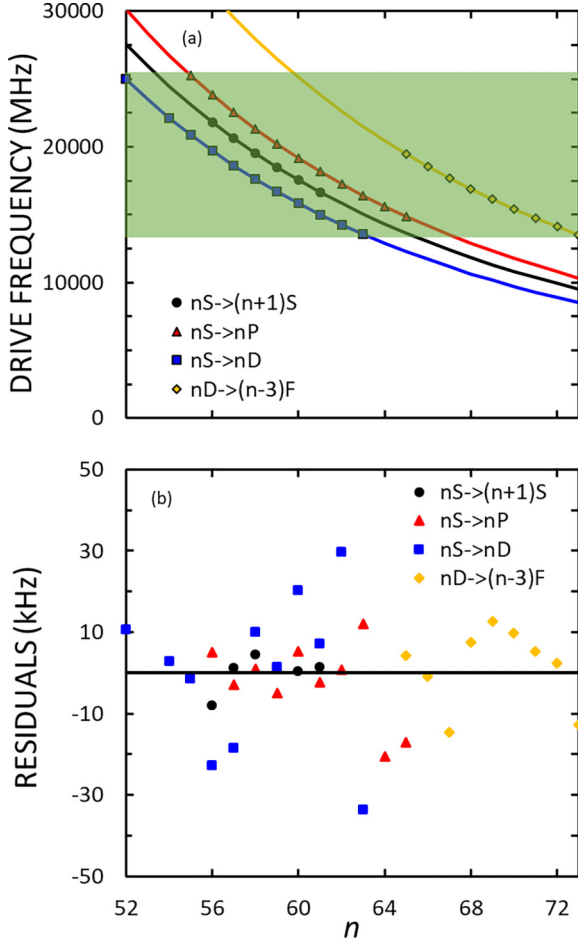 30000
(a)
20000
10000
0
DRIVE FREQUENCY (MHz)
nS->(n+1)S
nS->nP
nS->nD
nD->(n-3)F
50
(b)
30
10
-10
-30
-50
RESIDUALS (kHz)
nS->(n+1)S
nS->nP
nS->nD
nD->(n-3)F
52
56
60
64
68
72
n